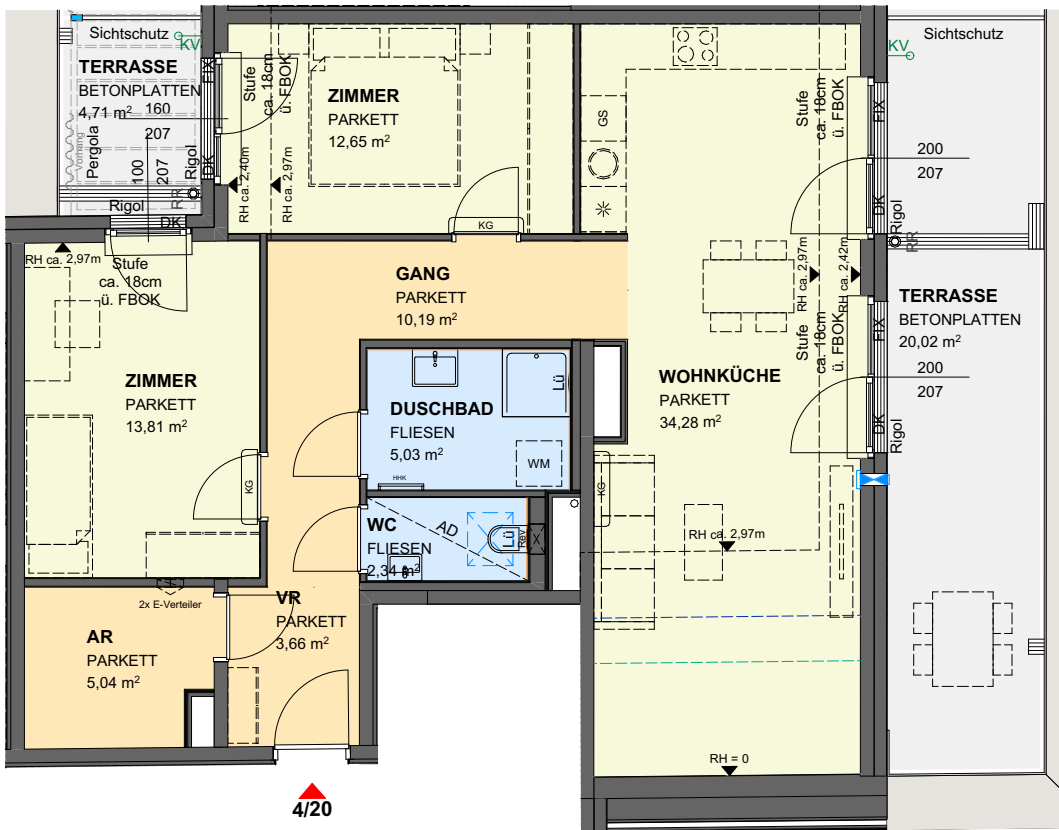 Sichtschutz
KV
TERRASSE
BETONPLATTEN
4,71 m²
160
207
Vorhang
Pergola
100
207
Rigol
RR
DK
FIX
Rigol
DK
Stufe
ca. 18cm
ü. FBOK
RH ca. 2,40m
RH ca. 2,97m
ZIMMER
PARKETT
12,65 m²
KG
GS
Stufe
ca. 18cm
ü. FBOK
FIX
DK
Rigol
RR
KV
Sichtschutz
200
207
RH ca. 2,97m
Stufe
ca. 18cm
ü. FBOK
GANG
PARKETT
10,19 m²
RH ca. 2,97m
RH ca. 2,42m
Stufe
ca. 18cm
ü. FBOK
FIX
DK
Rigol
TERRASSE
BETONPLATTEN
20,02 m²
200
207
ZIMMER
PARKETT
13,81 m²
KG
DUSCHBAD
FLIESEN
5,03 m²
Lü
WM
HHK
WOHNKÜCHE
PARKETT
34,28 m²
KG
WC
FLIESEN
2,34 m²
AD
Lü
Rev
RH ca. 2,97m
2x E-Verteiler
VR
PARKETT
3,66 m²
AR
PARKETT
5,04 m²
RH = 0
4/20